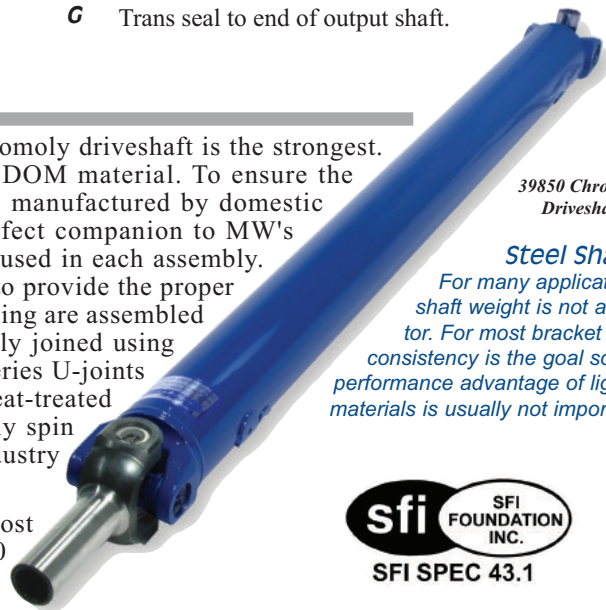 G Trans seal to end of output shaft.
omoly driveshaft is the strongest.
DOM material. To ensure the
manufactured by domestic
fect companion to MW's
used in each assembly.
to provide the proper
ing are assembled
ly joined using
eries U-joints
eat-treated
y spin
dustry
ost
0
39850 Chro
Drivesha
Steel Sha
For many applicat
shaft weight is not a
tor. For most bracket
consistency is the goal so
performance advantage of lig
materials is usually not impor
sfi
SFI
FOUNDATION
INC.
SFI SPEC 43.1